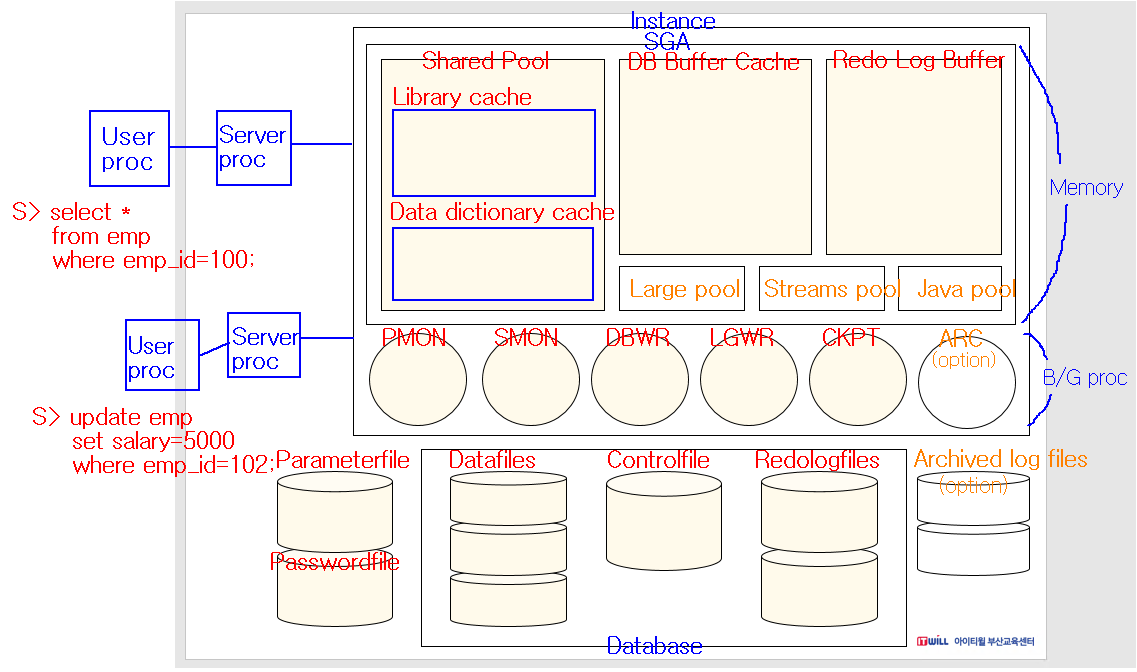 Instance
SGA
Shared Pool
DB Buffer Cache
Redo Log Buffer
Library cache
Data dictionary cache
Large pool
Streams pool
Java pool
Memory
User
proc
Server
proc
S> select *
from emp
where emp_id=100;
PMON
SMON
DBWR
LGWR
CKPT
ARC
(option)
B/G proc
User
proc
Server
proc
S> update emp
set salary=5000
where emp_id=102;
Parameterfile
Passwordfile
Datafiles
Controlfile
Redologfiles
Archived log files
(option)
Database
ITWILL 아이티윌 부산교육센터